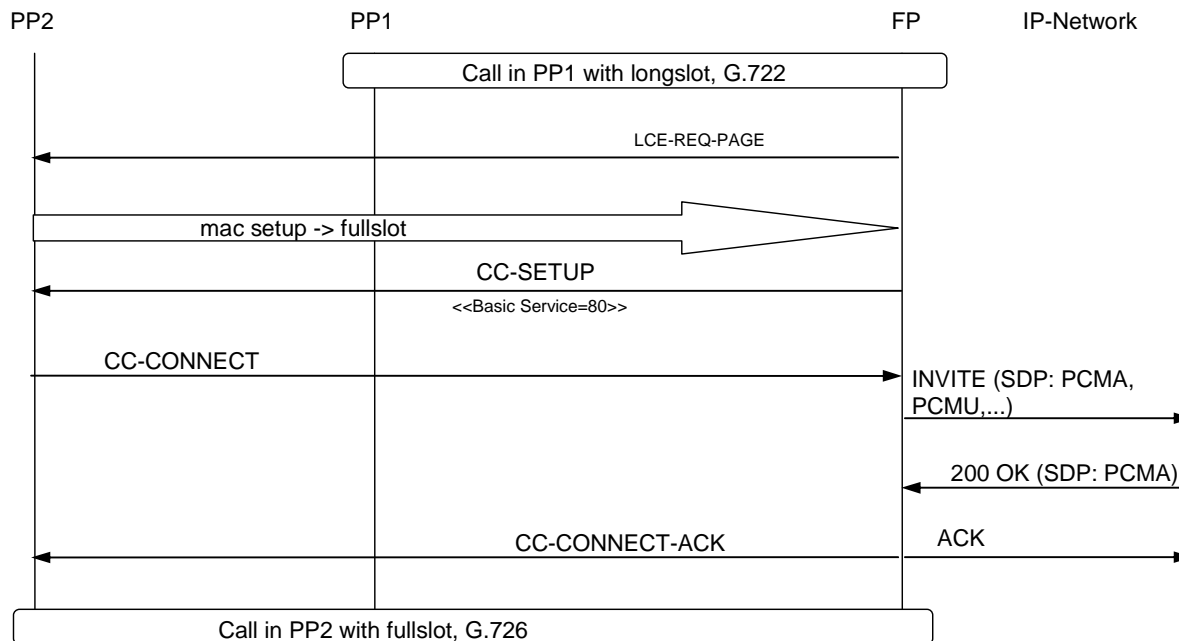 PP2 PP1 FP IP-Network
Call in PP1 with longslot, G.722
LCE-REQ-PAGE
mac setup -> fullslot
CC-SETUP
<<Basic Service=80>>
CC-CONNECT
INVITE (SDP: PCMA,
PCMU,...)
200 OK (SDP: PCMA)
CC-CONNECT-ACK ACK
Call in PP2 with fullslot, G.726